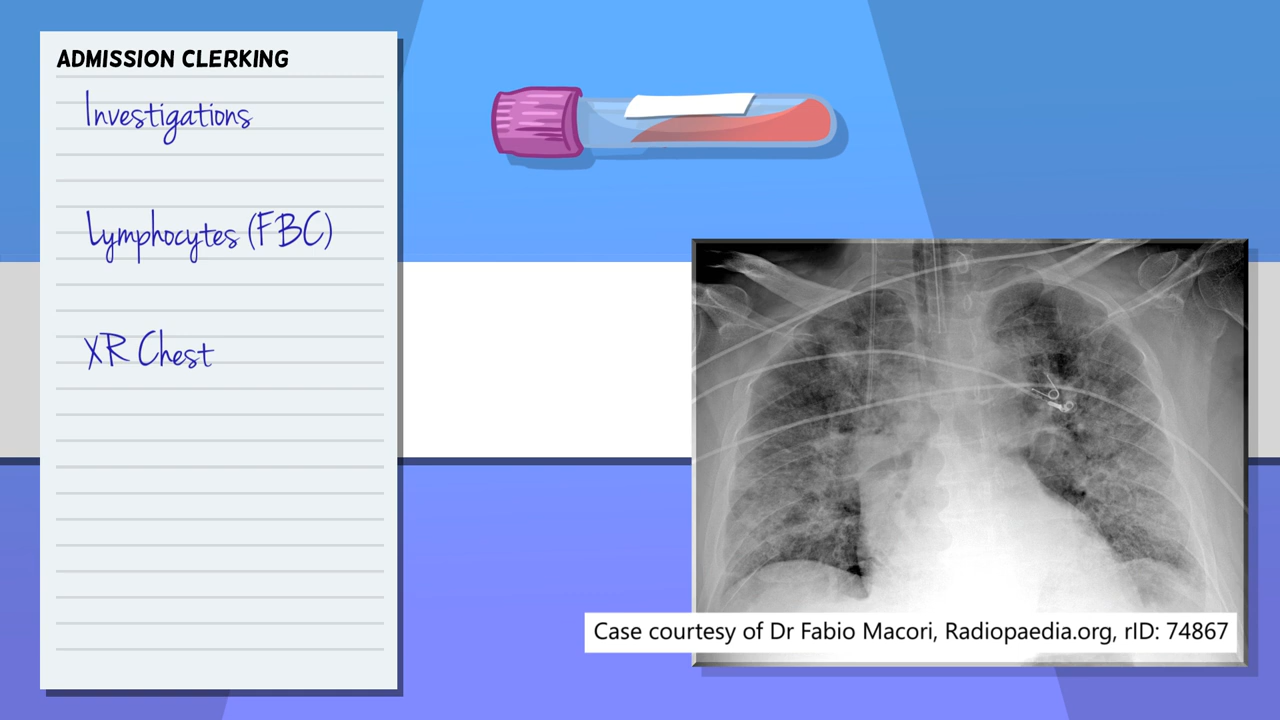 ADMISSION CLERKING
Investigations
Lymphocytes (FBC)
XR Chest
Case courtesy of Dr Fabio Macori, Radiopaedia.org, rID: 74867